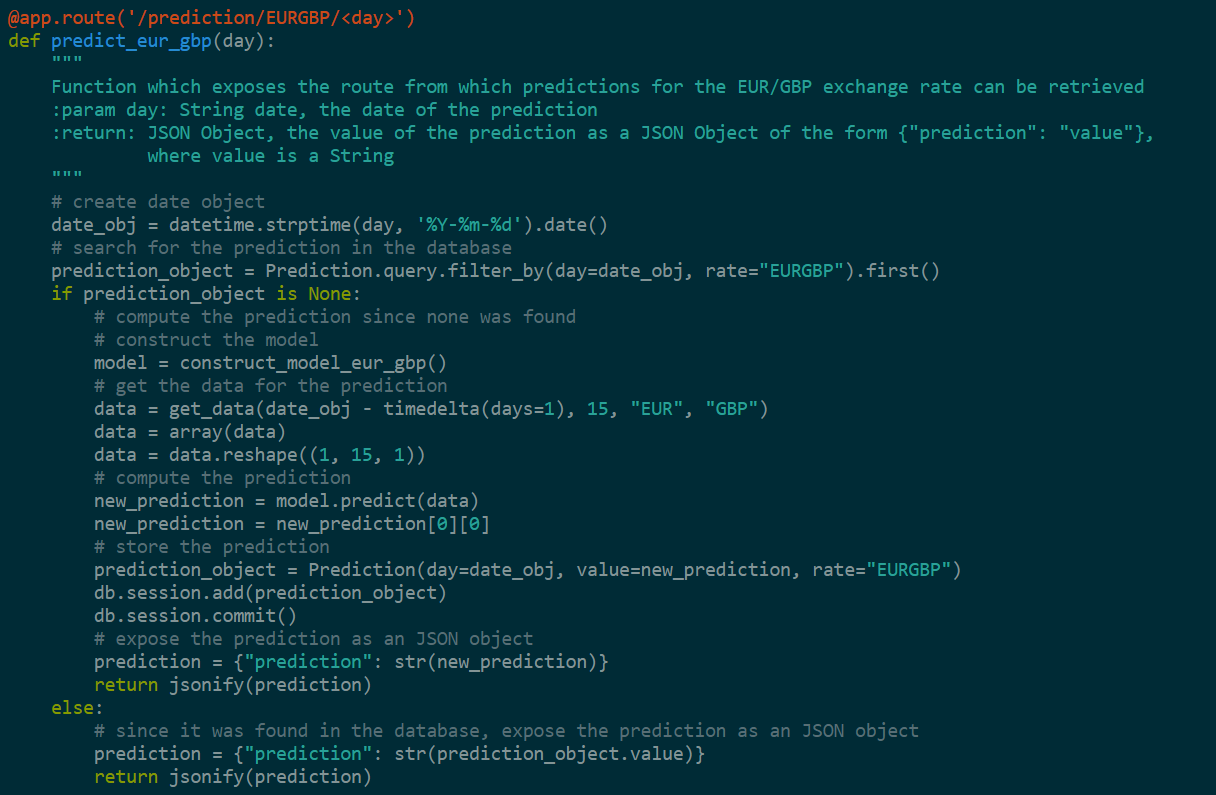 @app.route('/prediction/EURGBP/<day>')
def predict_eur_gbp(day):
    """
    Function which exposes the route from which predictions for the EUR/GBP exchange rate can be retrieved
    :param day: String date, the date of the prediction
    :return: JSON Object, the value of the prediction as a JSON Object of the form {"prediction": "value"},
             where value is a String
    """
    # create date object
    date_obj = datetime.strptime(day, '%Y-%m-%d').date()
    # search for the prediction in the database
    prediction_object = Prediction.query.filter_by(day=date_obj, rate="EURGBP").first()
    if prediction_object is None:
        # compute the prediction since none was found
        # construct the model
        model = construct_model_eur_gbp()
        # get the data for the prediction
        data = get_data(date_obj - timedelta(days=1), 15, "EUR", "GBP")
        data = array(data)
        data = data.reshape((1, 15, 1))
        # compute the prediction
        new_prediction = model.predict(data)
        new_prediction = new_prediction[0][0]
        # store the prediction
        prediction_object = Prediction(day=date_obj, value=new_prediction, rate="EURGBP")
        db.session.add(prediction_object)
        db.session.commit()
        # expose the prediction as an JSON object
        prediction = {"prediction": str(new_prediction)}
        return jsonify(prediction)
    else:
        # since it was found in the database, expose the prediction as an JSON object
        prediction = {"prediction": str(prediction_object.value)}
        return jsonify(prediction)